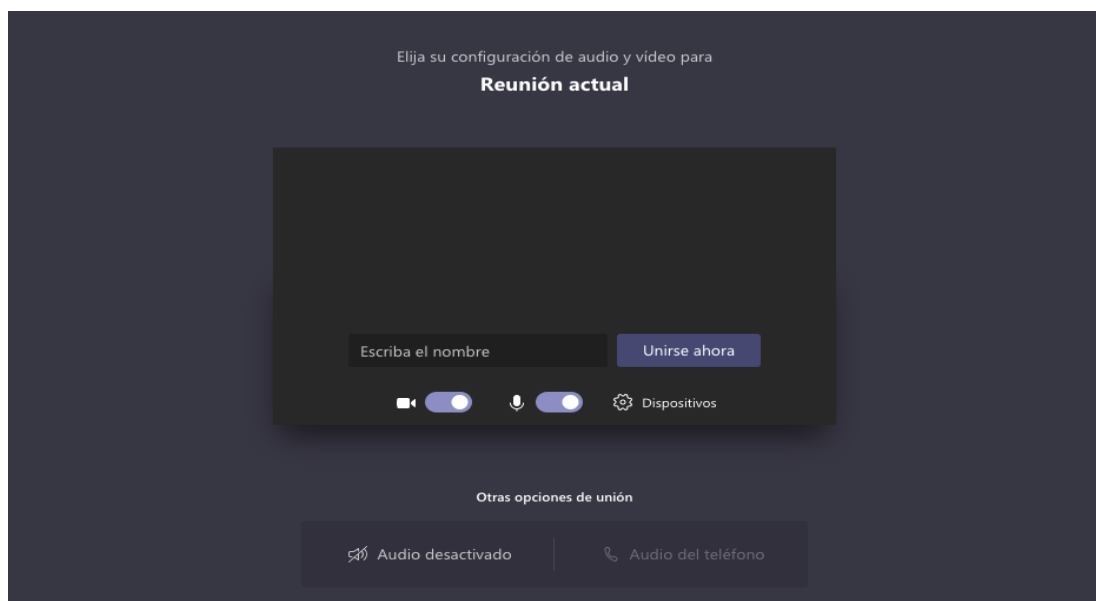 Elija su configuración de audio y vídeo para
Reunión actual
Escriba el nombre
Unirse ahora
Dispositivos
Otras opciones de unión
Audio desactivado
Audio del teléfono